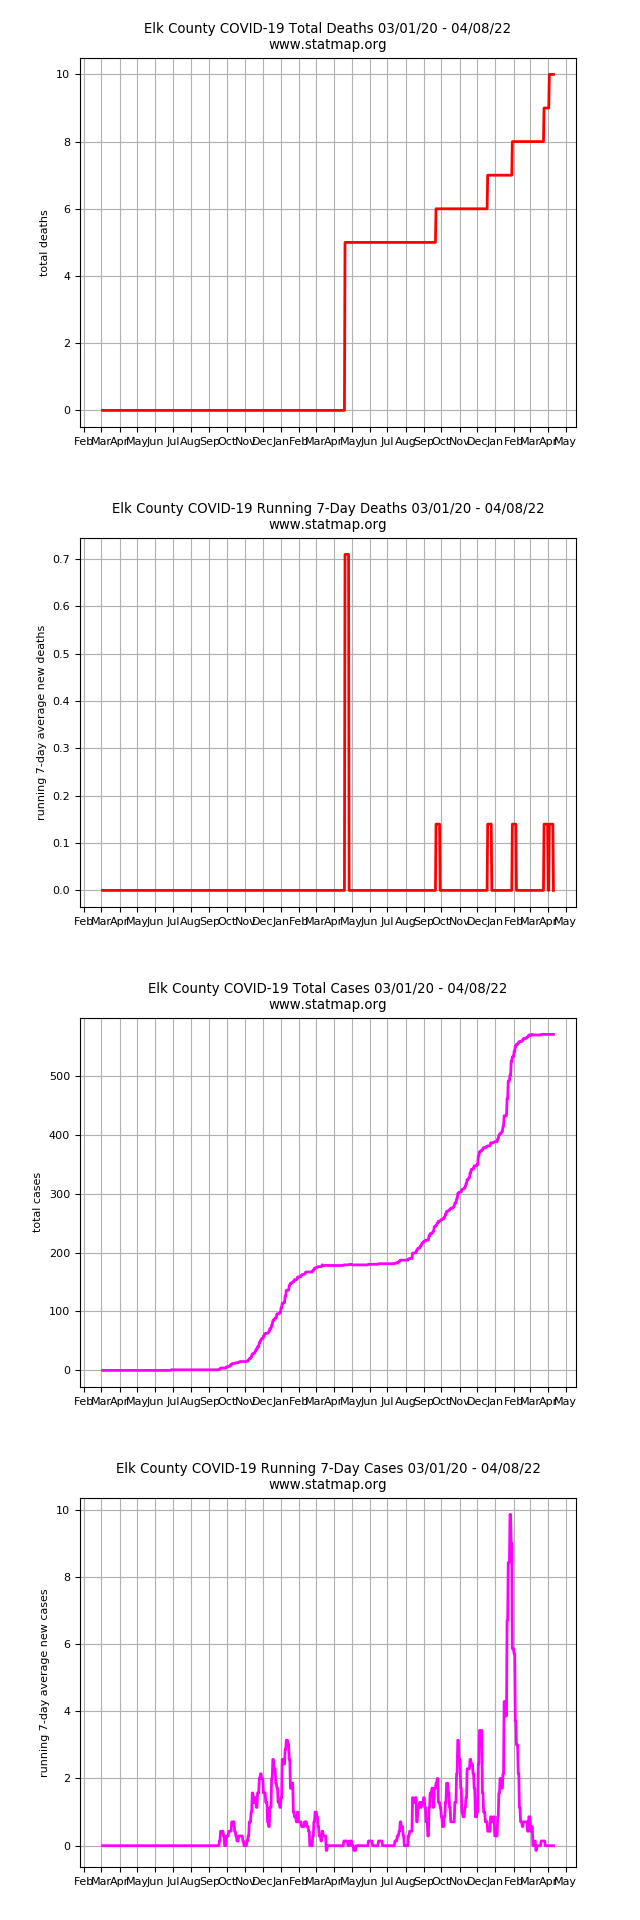 Elk County COVID-19 Total Deaths 03/01/20 - 04/08/22
www.statmap.org
10
8
6
4
2
0
total deaths
Feb Mar Apr May Jun Jul Aug Sep Oct Nov Dec Jan Feb Mar Apr May Jun Jul Aug Sep Oct Nov Dec Jan Feb Mar Apr May
Elk County COVID-19 Running 7-Day Deaths 03/01/20 - 04/08/22
www.statmap.org
0.7
0.6
0.5
0.4
0.3
0.2
0.1
0.0
running 7-day average new deaths
Feb Mar Apr May Jun Jul Aug Sep Oct Nov Dec Jan Feb Mar Apr May Jun Jul Aug Sep Oct Nov Dec Jan Feb Mar Apr May
Elk County COVID-19 Total Cases 03/01/20 - 04/08/22
www.statmap.org
500
400
300
200
100
0
total cases
Feb Mar Apr May Jun Jul Aug Sep Oct Nov Dec Jan Feb Mar Apr May Jun Jul Aug Sep Oct Nov Dec Jan Feb Mar Apr May
Elk County COVID-19 Running 7-Day Cases 03/01/20 - 04/08/22
www.statmap.org
10
8
6
4
2
0
running 7-day average new cases
Feb Mar Apr May Jun Jul Aug Sep Oct Nov Dec Jan Feb Mar Apr May Jun Jul Aug Sep Oct Nov Dec Jan Feb Mar Apr May